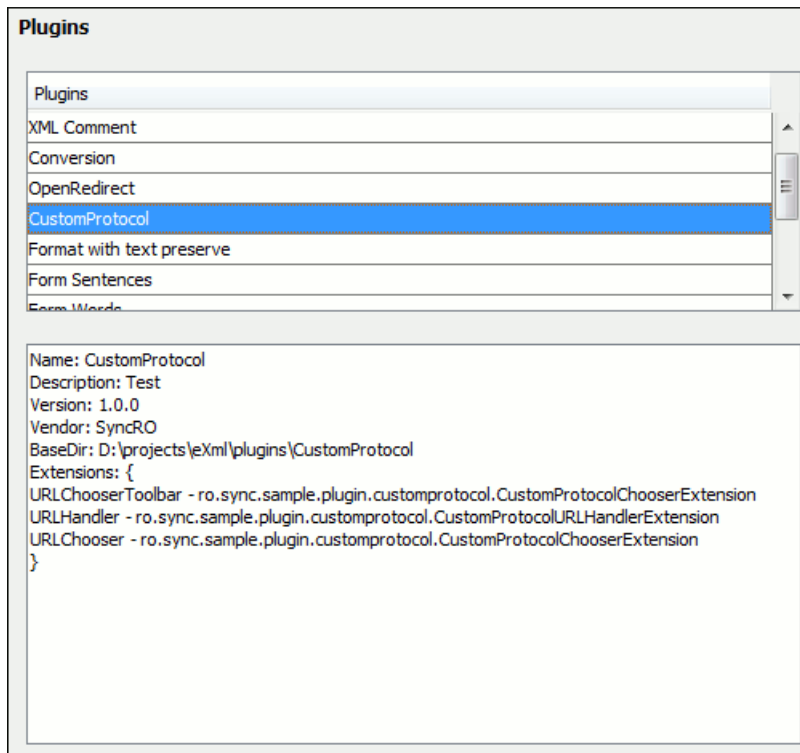 Plugins
Plugins
XML Comment
Conversion
OpenRedirect
CustomProtocol
Format with text preserve
Form Sentences
Form Words
Name: CustomProtocol
Description: Test
Version: 1.0.0
Vendor: SyncRO
BaseDir: D:\projects\eXml\plugins\CustomProtocol
Extensions: {
URLChooserToolbar - ro.sync.sample.plugin.customprotocol.CustomProtocolChooserExtension
URLHandler - ro.sync.sample.plugin.customprotocol.CustomProtocolURLHandlerExtension
URLChooser - ro.sync.sample.plugin.customprotocol.CustomProtocolChooserExtension
}